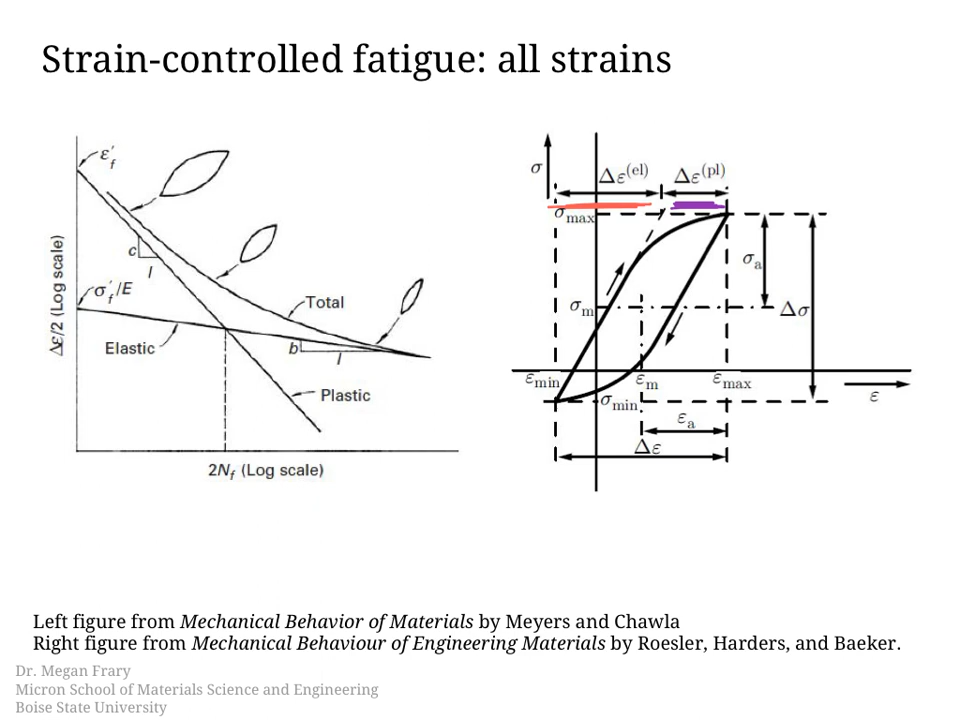 Strain-controlled fatigue: all strains
ε′f
c
l
σ′f/E
Elastic
Total
b
l
Plastic
Δε/2 (Log scale)
2Nf (Log scale)
σ
Δε(el)
Δε(pl)
σmax
σa
σm
Δσ
εmin
εm
εmax
σmin
ε
εa
Δε
Left figure from Mechanical Behavior of Materials by Meyers and Chawla
Right figure from Mechanical Behaviour of Engineering Materials by Roesler, Harders, and Baeker.
Dr. Megan Frary
Micron School of Materials Science and Engineering
Boise State University